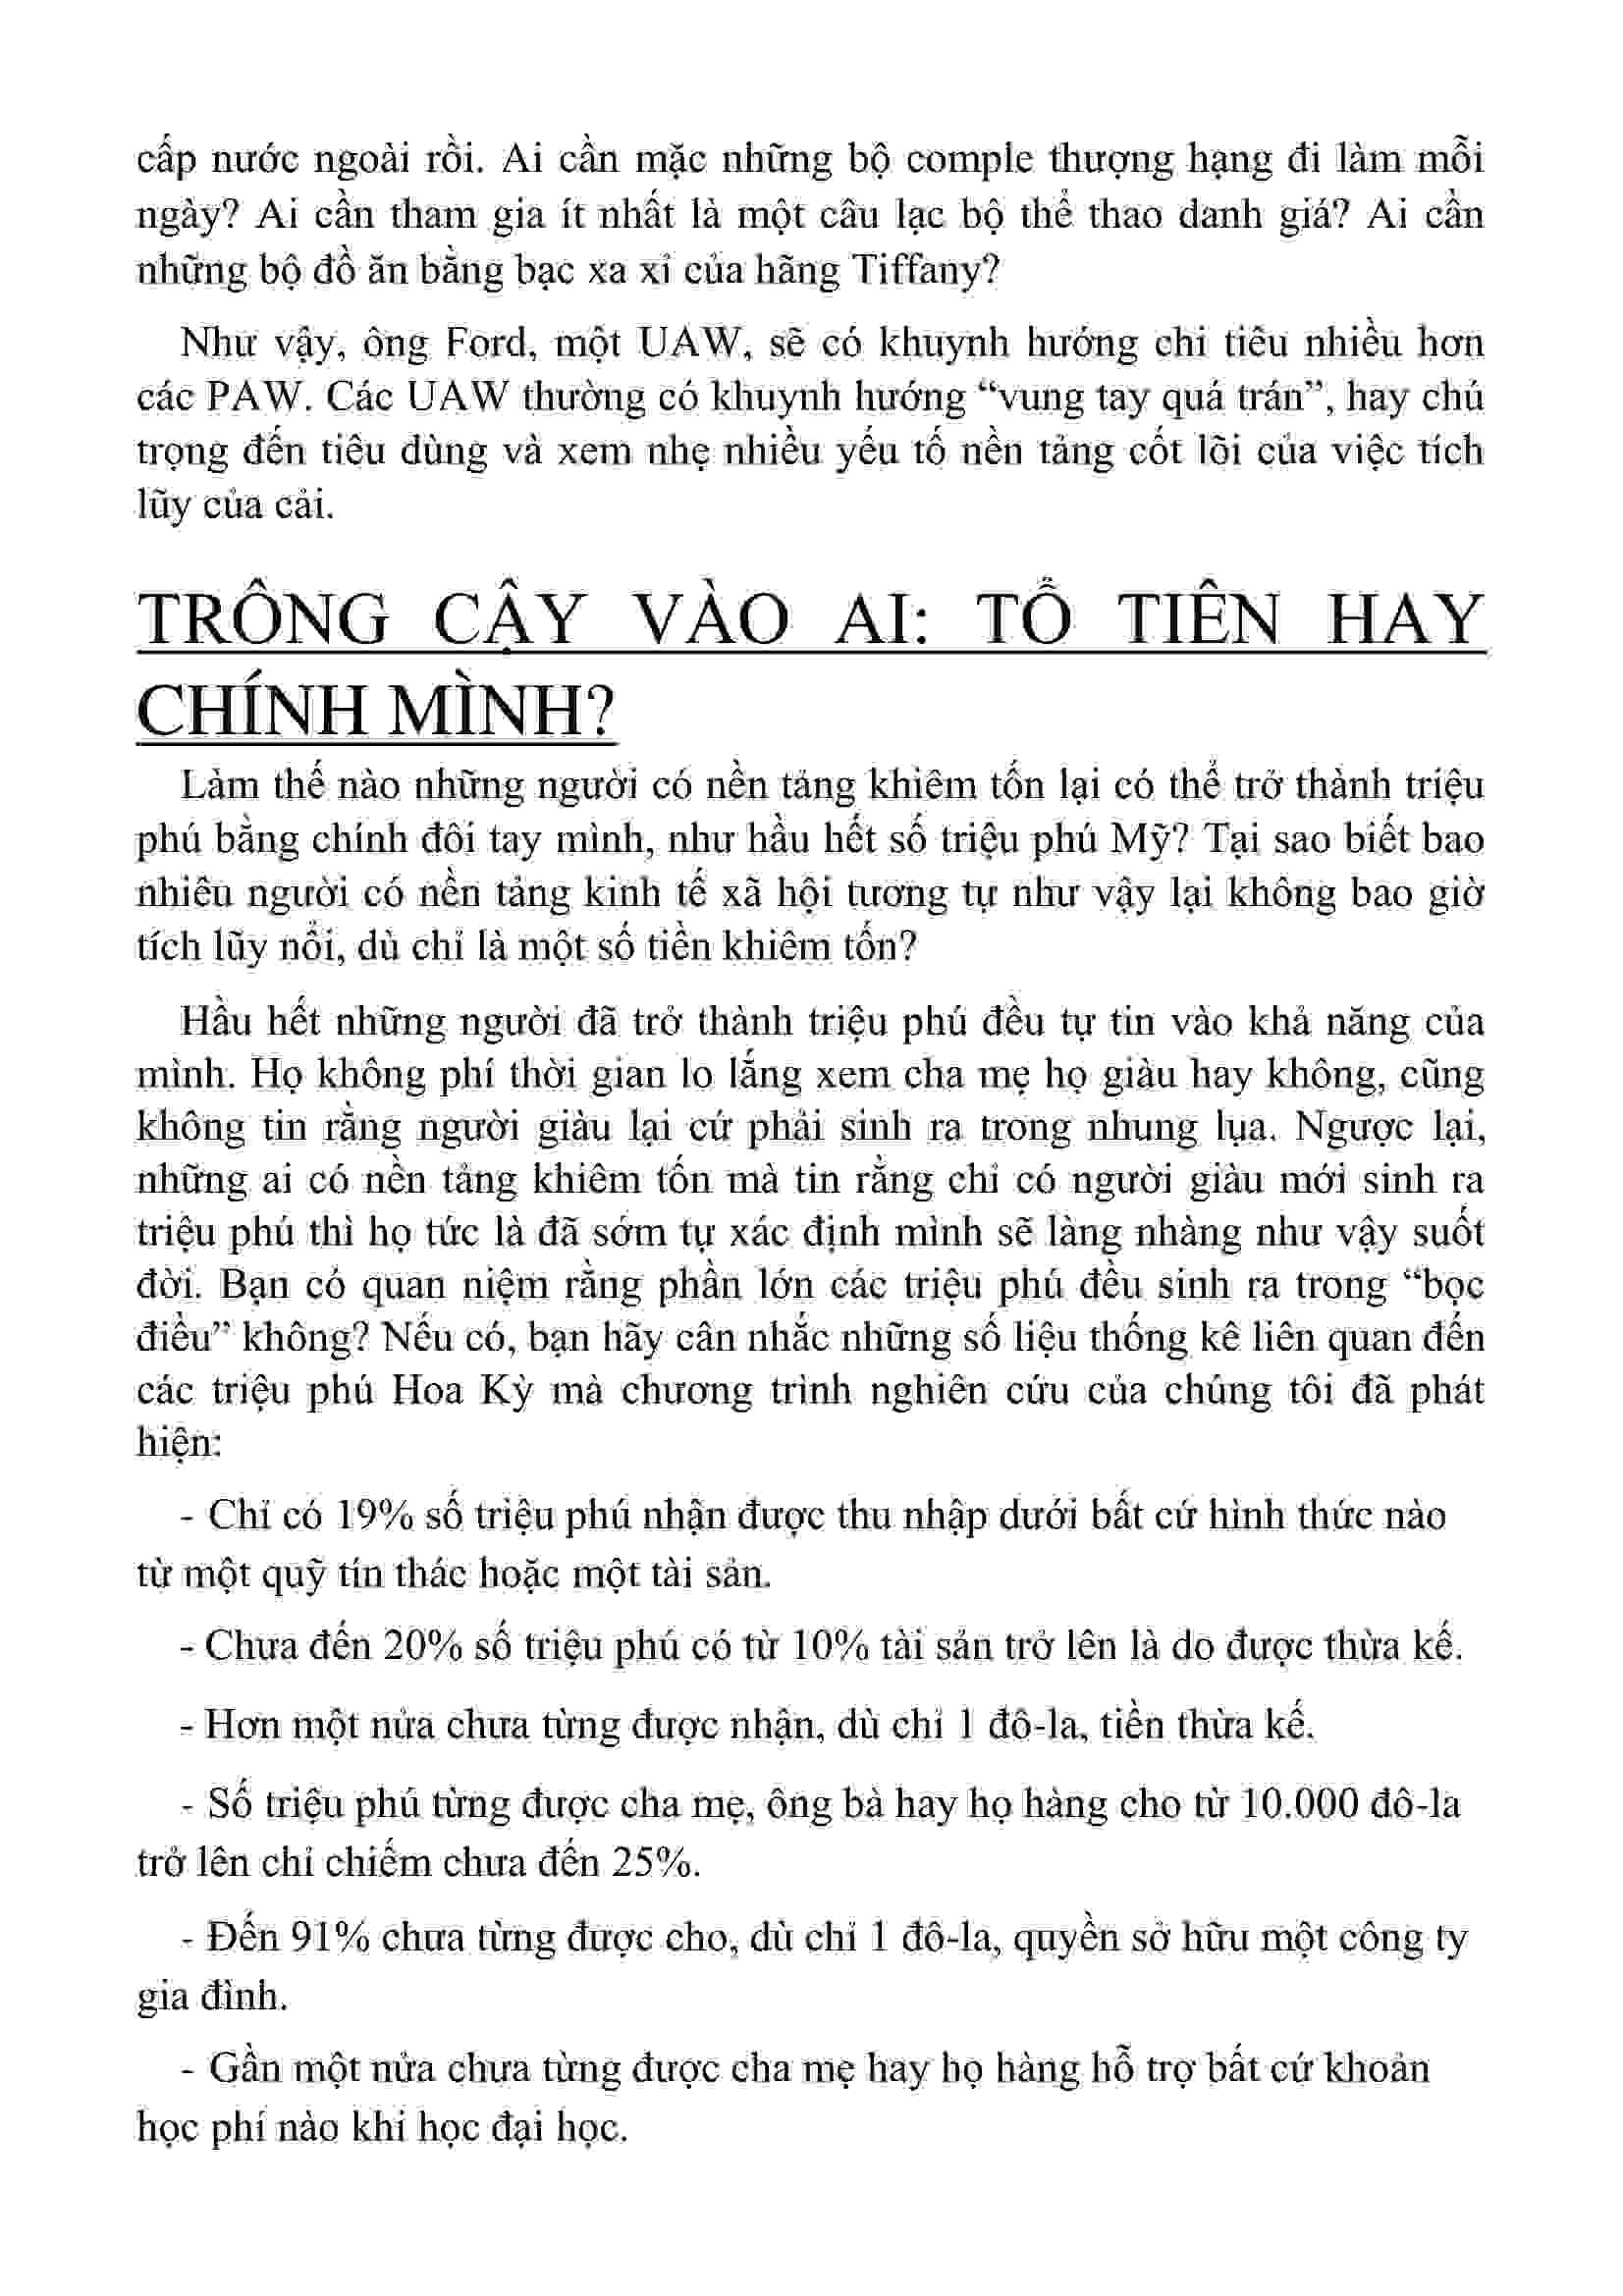 cấp nước ngoài rồi. Ai cần mặc những bộ comple thượng hạng đi làm mỗi
ngày? Ai cần tham gia ít nhất là một câu lạc bộ thể thao danh giá? Ai cần
những bộ đồ ăn bằng bạc xa xỉ của hãng Tiffany?
Như vậy, ông Ford, một UAW, sẽ có khuynh hướng chi tiêu nhiều hơn
các PAW. Các UAW thường có khuynh hướng “vung tay quá trán”, hay chú
trọng đến tiêu dùng và xem nhẹ nhiều yếu tố nền tảng cốt lõi của việc tích
lũy của cải.
TRÔNG CẬY VÀO AI: TỔ TIÊN HAY
CHÍNH MÌNH?
Làm thế nào những người có nền tảng khiêm tốn lại có thể trở thành triệu
phú bằng chính đôi tay mình, như hầu hết số triệu phú Mỹ? Tại sao biết bao
nhiêu người có nền tảng kinh tế xã hội tương tự như vậy lại không bao giờ
tích lũy nổi, dù chỉ là một số tiền khiêm tốn?
Hầu hết những người đã trở thành triệu phú đều tự tin vào khả năng của
mình. Họ không phí thời gian lo lắng xem cha mẹ họ giàu hay không, cũng
không tin rằng người giàu lại cứ phải sinh ra trong nhung lụa. Ngược lại,
những ai có nền tảng khiêm tốn mà tin rằng chỉ có người giàu mới sinh ra
triệu phú thì họ tức là đã sớm tự xác định mình sẽ làng nhàng như vậy suốt
đời. Bạn có quan niệm rằng phần lớn các triệu phú đều sinh ra trong “bọc
điều” không? Nếu có, bạn hãy cân nhắc những số liệu thống kê liên quan đến
các triệu phú Hoa Kỳ mà chương trình nghiên cứu của chúng tôi đã phát
hiện:
- Chỉ có 19% số triệu phú nhận được thu nhập dưới bất cứ hình thức nào
từ một quỹ tín thác hoặc một tài sản.
- Chưa đến 20% số triệu phú có từ 10% tài sản trở lên là do được thừa kế.
- Hơn một nửa chưa từng được nhận, dù chỉ 1 đô-la, tiền thừa kế.
- Số triệu phú từng được cha mẹ, ông bà hay họ hàng cho từ 10.000 đô-la
trở lên chỉ chiếm chưa đến 25%.
- Đến 91% chưa từng được cho, dù chỉ 1 đô-la, quyền sở hữu một công ty
gia đình.
- Gần một nửa chưa từng được cha mẹ hay họ hàng hỗ trợ bất cứ khoản
học phí nào khi học đại học.